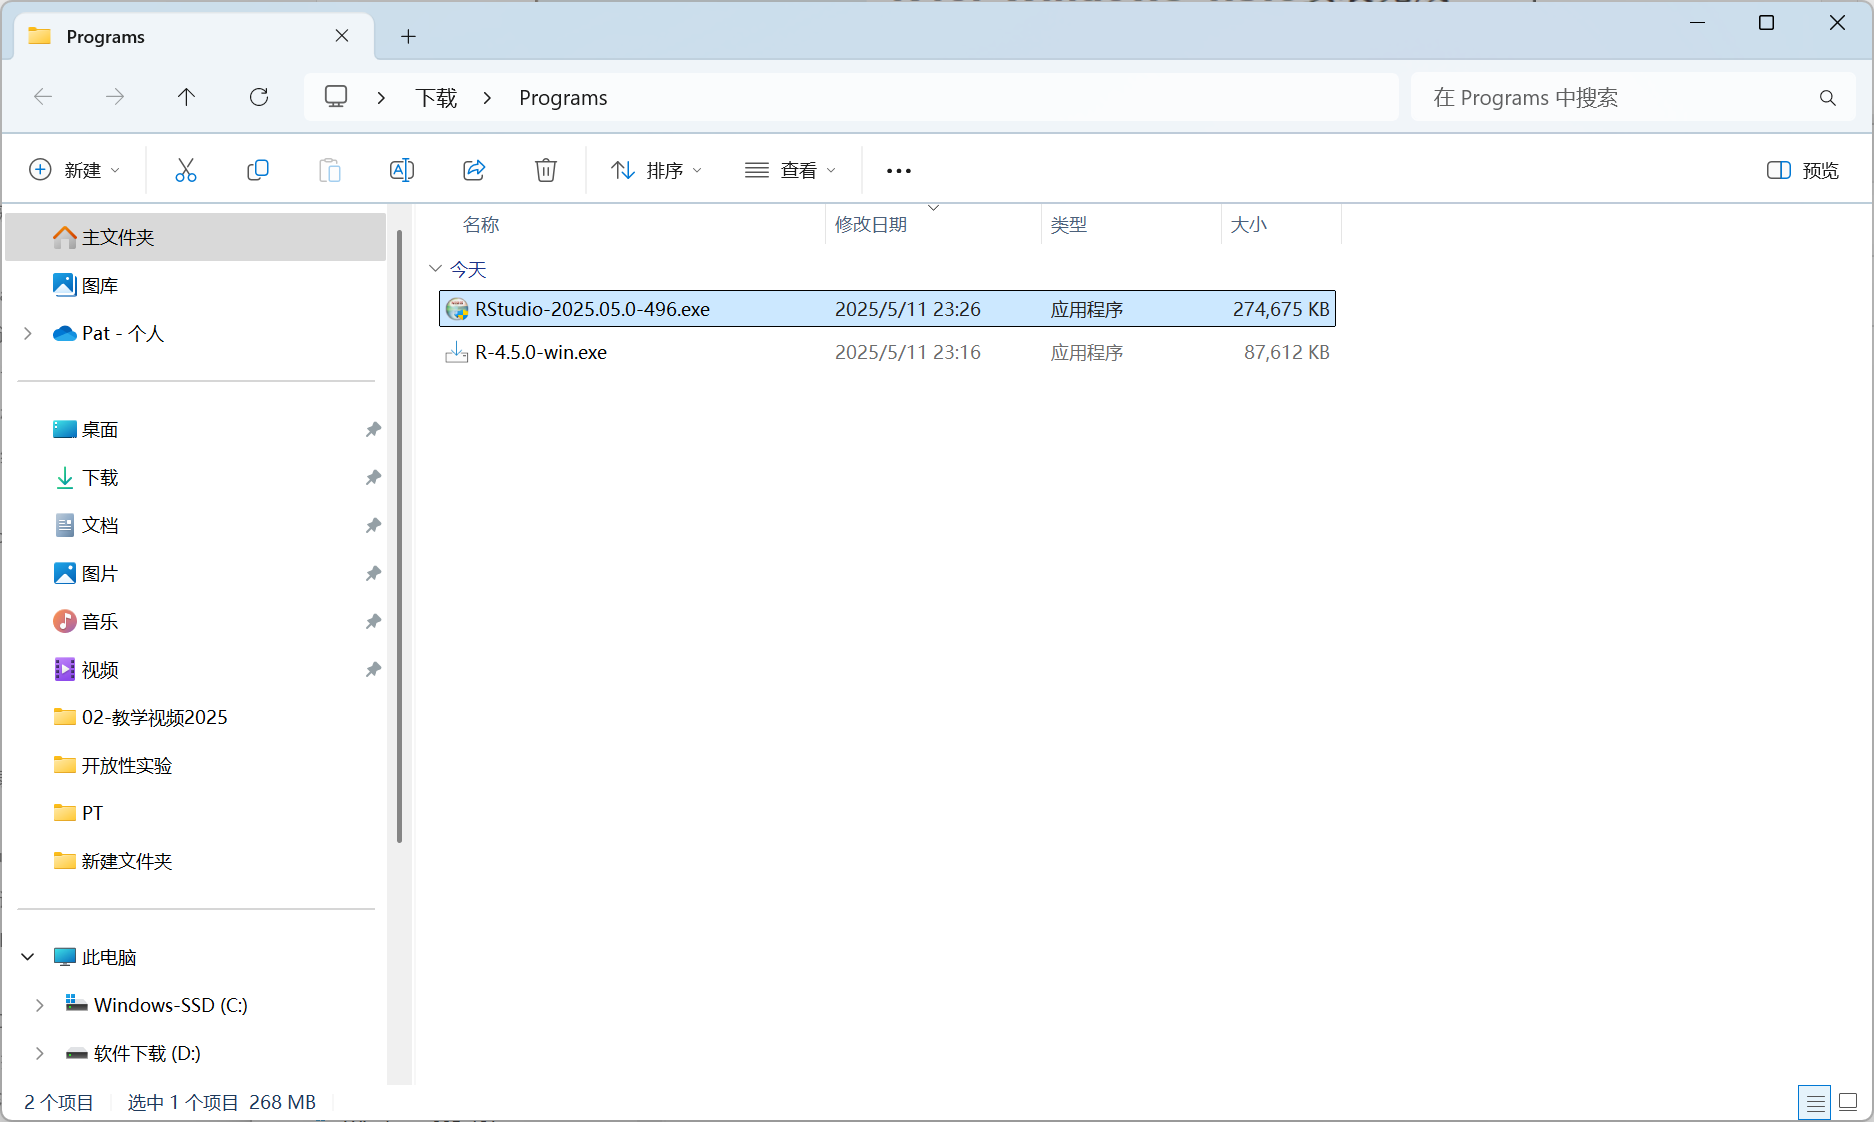 Programs
下载 Programs
在 Programs 中搜索
新建 排序 查看 预览
名称 修改日期 类型 大小
今天
RStudio-2025.05.0-496.exe 2025/5/11 23:26 应用程序 274,675 KB
R-4.5.0-win.exe 2025/5/11 23:16 应用程序 87,612 KB
主文件夹
图库
Pat - 个人
桌面
下载
文档
图片
音乐
视频
02-教学视频2025
开放性实验
PT
新建文件夹
此电脑
Windows-SSD (C:)
软件下载 (D:)
2 个项目 选中 1 个项目 268 MB